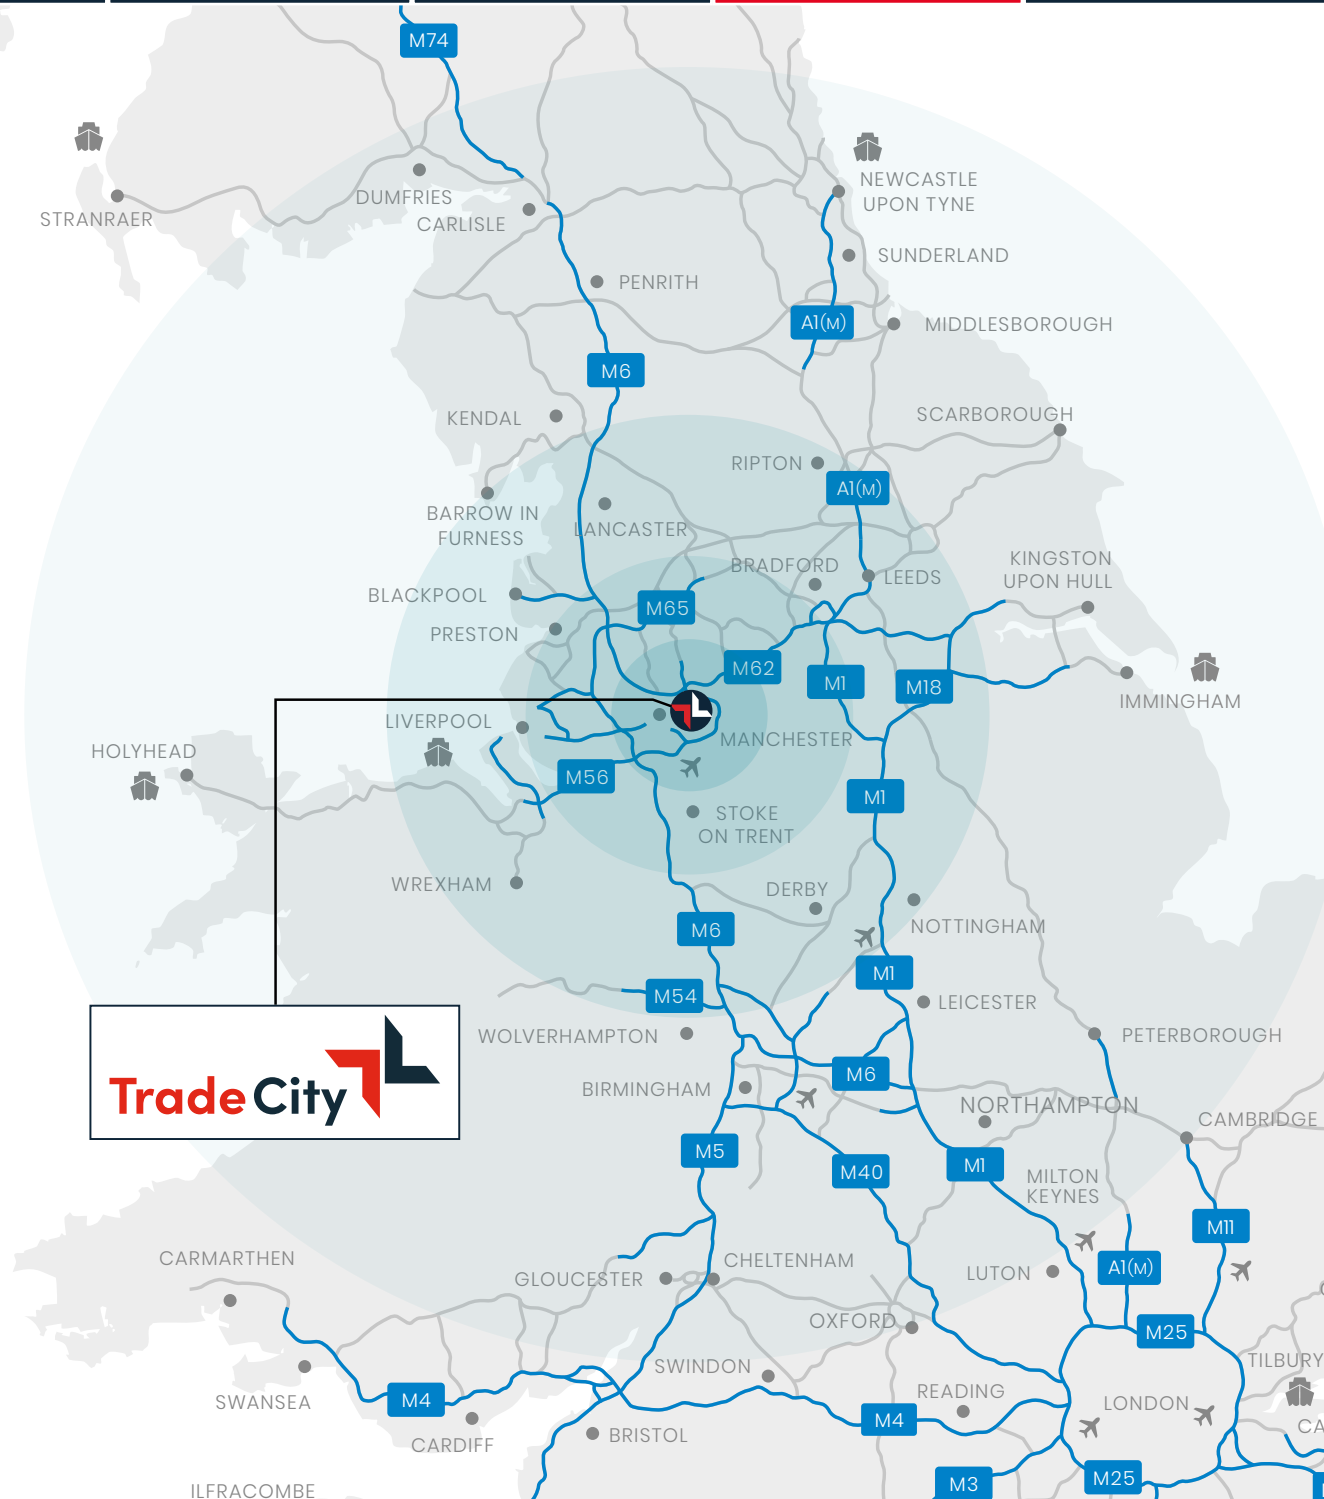 M74
NEWCASTLE
UPON TYNE
DUMFRIES
STRANRAER
CARLISLE
SUNDERLAND
PENRITH
A1(M)
MIDDLESBOROUGH
M6
KENDAL
SCARBOROUGH
RIPTON
A1(M)
BARROW IN
FURNESS
LANCASTER
BRADFORD
KINGSTON
UPON HULL
LEEDS
BLACKPOOL
M65
PRESTON
M62
M1
M18
IMMINGHAM
LIVERPOOL
MANCHESTER
HOLYHEAD
M56
M1
STOKE
ON TRENT
WREXHAM
DERBY
M6
NOTTINGHAM
M1
M54
LEICESTER
WOLVERHAMPTON
PETERBOROUGH
M6
BIRMINGHAM
Trade City
NORTHAMPTON
CAMBRIDGE
M5
M40
M1
MILTON
KEYNES
M11
CARMARTHEN
CHELTENHAM
GLOUCESTER
LUTON
A1(M)
OXFORD
M25
SWINDON
TILBURY
SWANSEA
M4
READING
LONDON
M4
CA
CARDIFF
BRISTOL
M3
M25
ILFRACOMBE